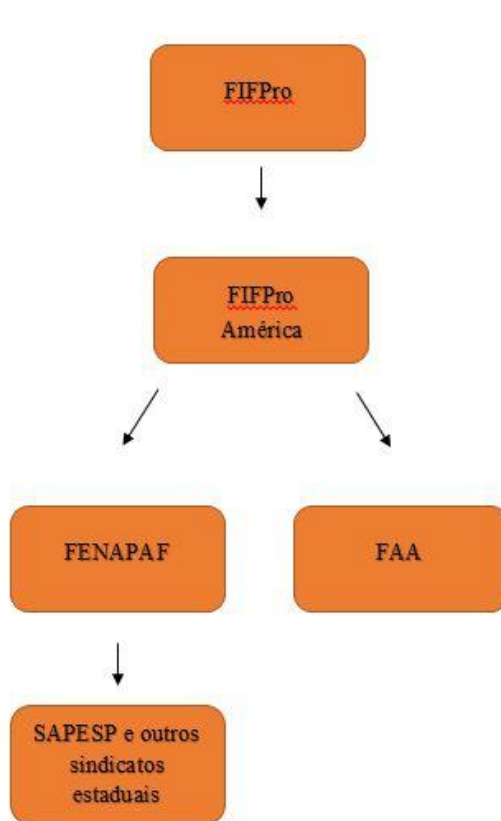 FIFPro
FIFPro
América
FENAPAF
FAA
SAPESP e outros
sindicatos
estaduais